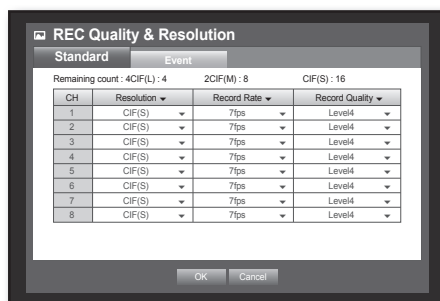 REC Quality & Resolution
Standard Event
Remaining count : 4CIF(L) : 4 2CIF(M) : 8 CIF(S) : 16
CH Resolution Record Rate Record Quality
1 CIF(S) 7fps Level4
2 CIF(S) 7fps Level4
3 CIF(S) 7fps Level4
4 CIF(S) 7fps Level4
5 CIF(S) 7fps Level4
6 CIF(S) 7fps Level4
7 CIF(S) 7fps Level4
8 CIF(S) 7fps Level4
OK Cancel